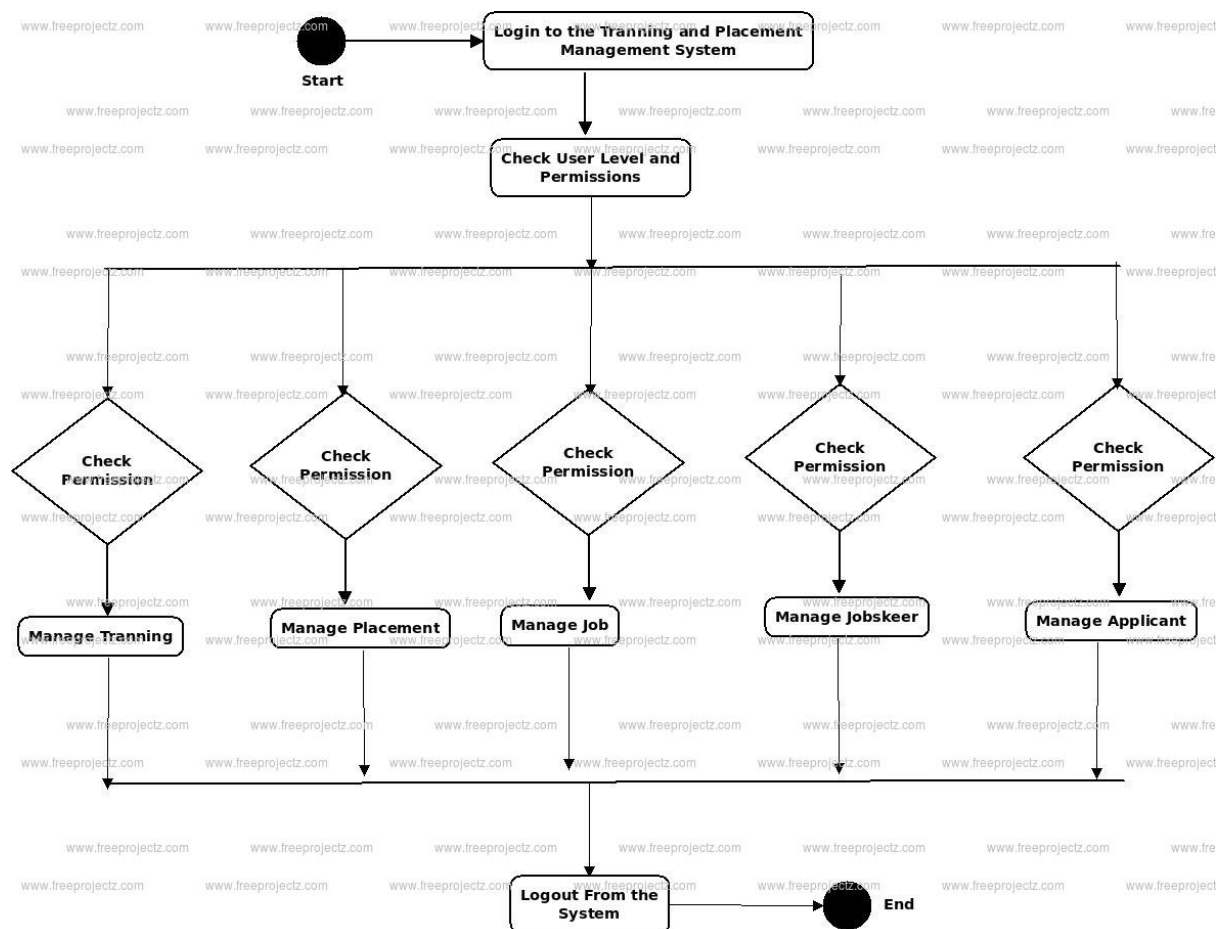 Login to the Tranning and Placement
Management System
Start
Check User Level and
Permissions
Check
Permission
Check
Permission
Check
Permission
Check
Permission
Check
Permission
Manage Tranning
Manage Placement
Manage Job
Manage Jobskeer
Manage Applicant
Logout From the
System
End
www.freeprojectz.com